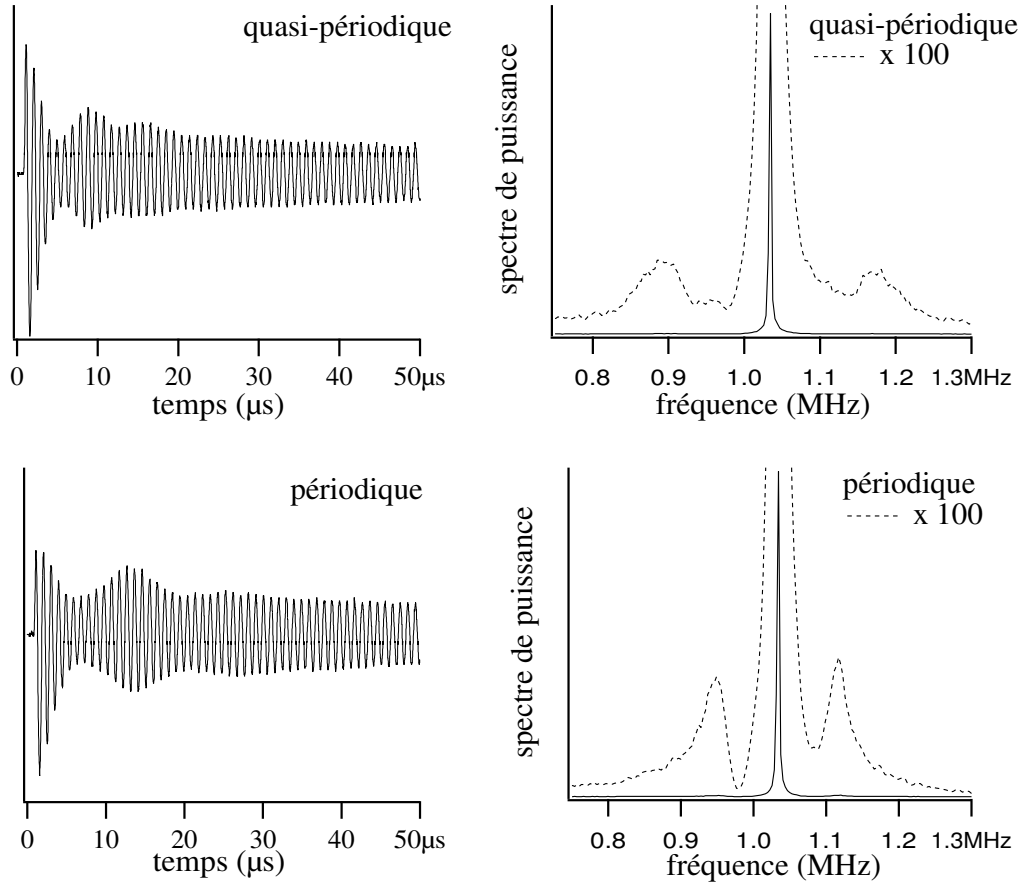 quasi-périodique
0 10 20 30 40 50µs
temps (µs)
spectre de puissance
quasi-périodique
x 100
0.8 0.9 1.0 1.1 1.2 1.3MHz
fréquence (MHz)
périodique
0 10 20 30 40 50µs
temps (µs)
spectre de puissance
périodique
x 100
0.8 0.9 1.0 1.1 1.2 1.3MHz
fréquence (MHz)